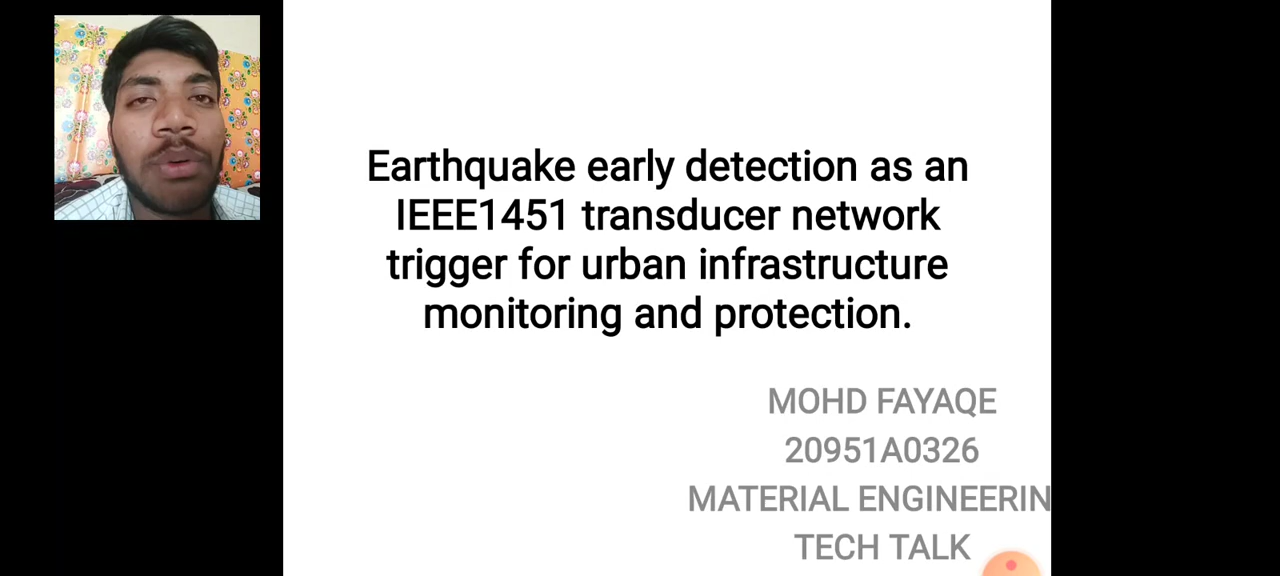 Earthquake early detection as an
IEEE1451 transducer network
trigger for urban infrastructure
monitoring and protection.
MOHD FAYAQE
20951A0326
MATERIAL ENGINEERIN
TECH TALK